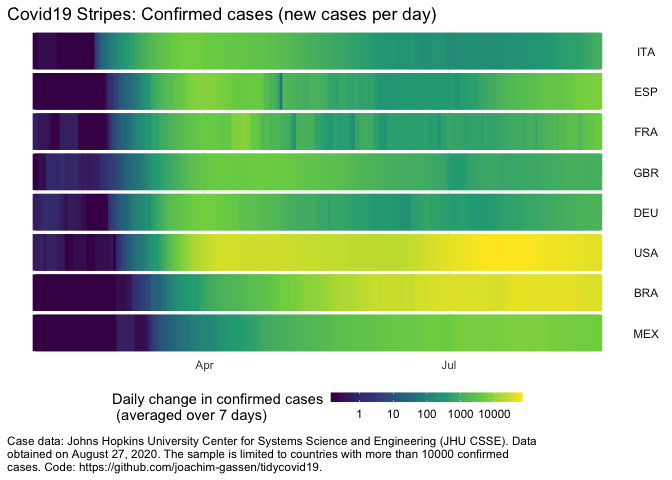 Covid19 Stripes: Confirmed cases (new cases per day)
ITA
ESP
FRA
GBR
DEU
USA
BRA
MEX
Apr Jul
Daily change in confirmed cases
(averaged over 7 days)
1 10 100 1000 10000
Case data: Johns Hopkins University Center for Systems Science and Engineering (JHU CSSE). Data
obtained on August 27, 2020. The sample is limited to countries with more than 10000 confirmed
cases. Code: https://github.com/joachim-gassen/tidycovid19.